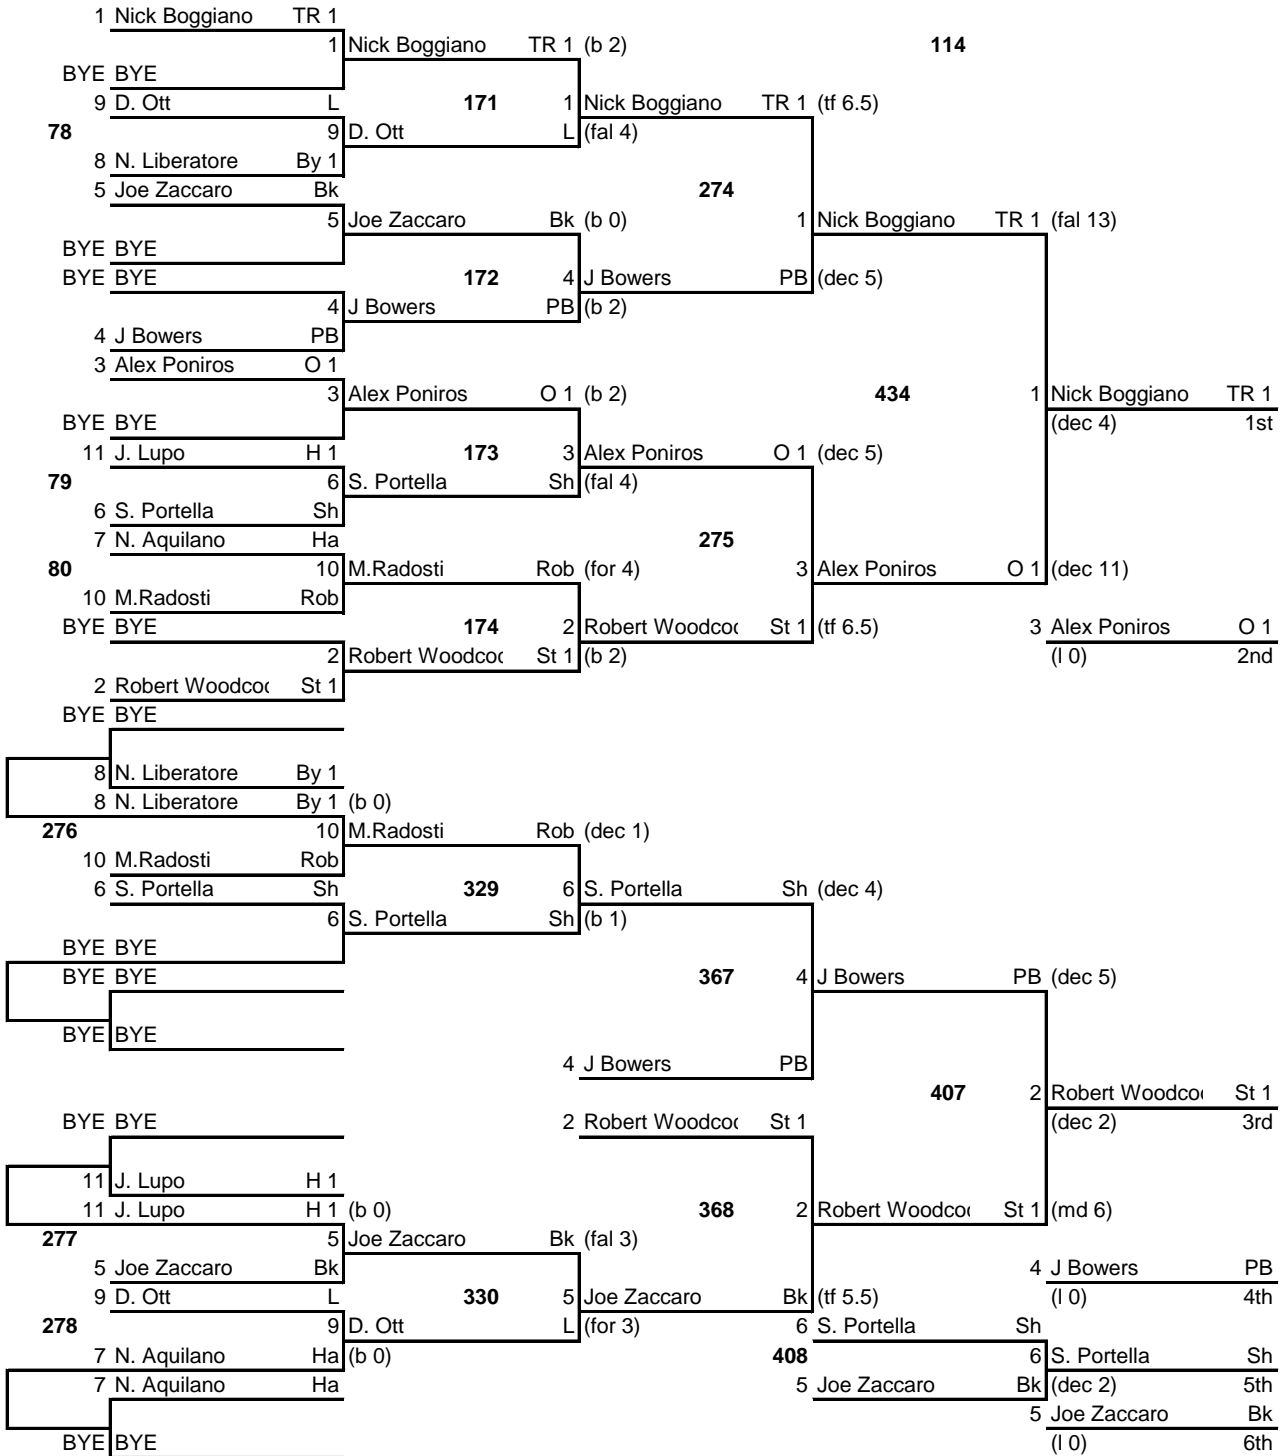 1 Nick Boggiano TR 1
1 Nick Boggiano TR 1 (b 2) 114
BYE BYE
9 D. Ott L 171 1 Nick Boggiano TR 1 (tf 6.5)
78 9 D. Ott L (fal 4)
8 N. Liberatore By 1
5 Joe Zaccaro Bk 274
5 Joe Zaccaro Bk (b 0) 1 Nick Boggiano TR 1 (fal 13)
BYE BYE
BYE BYE 172 4 J Bowers PB (dec 5)
4 J Bowers PB (b 2)
4 J Bowers PB
3 Alex Poniros O 1
3 Alex Poniros O 1 (b 2) 434 1 Nick Boggiano TR 1
BYE BYE (dec 4) 1st
11 J. Lupo H 1 173 3 Alex Poniros O 1 (dec 5)
79 6 S. Portella Sh (fal 4)
6 S. Portella Sh
7 N. Aquilano Ha 275
80 10 M.Radosti Rob (for 4) 3 Alex Poniros O 1 (dec 11)
10 M.Radosti Rob
BYE BYE 174 2 Robert Woodcoc St 1 (tf 6.5) 3 Alex Poniros O 1
2 Robert Woodcoc St 1 (b 2) (l 0) 2nd
2 Robert Woodcoc St 1
BYE BYE
8 N. Liberatore By 1
8 N. Liberatore By 1 (b 0)
276 10 M.Radosti Rob (dec 1)
10 M.Radosti Rob
6 S. Portella Sh 329 6 S. Portella Sh (dec 4)
6 S. Portella Sh (b 1)
BYE BYE
BYE BYE 367 4 J Bowers PB (dec 5)
BYE BYE
4 J Bowers PB
407 2 Robert Woodcoc St 1
BYE BYE 2 Robert Woodcoc St 1 (dec 2) 3rd
11 J. Lupo H 1
11 J. Lupo H 1 (b 0) 368 2 Robert Woodcoc St 1 (md 6)
277 5 Joe Zaccaro Bk (fal 3)
5 Joe Zaccaro Bk 4 J Bowers PB
9 D. Ott L 330 5 Joe Zaccaro Bk (tf 5.5) (l 0) 4th
278 9 D. Ott L (for 3) 6 S. Portella Sh
7 N. Aquilano Ha (b 0) 408 6 S. Portella Sh
7 N. Aquilano Ha 5 Joe Zaccaro Bk (dec 2) 5th
5 Joe Zaccaro Bk
BYE BYE (l 0) 6th